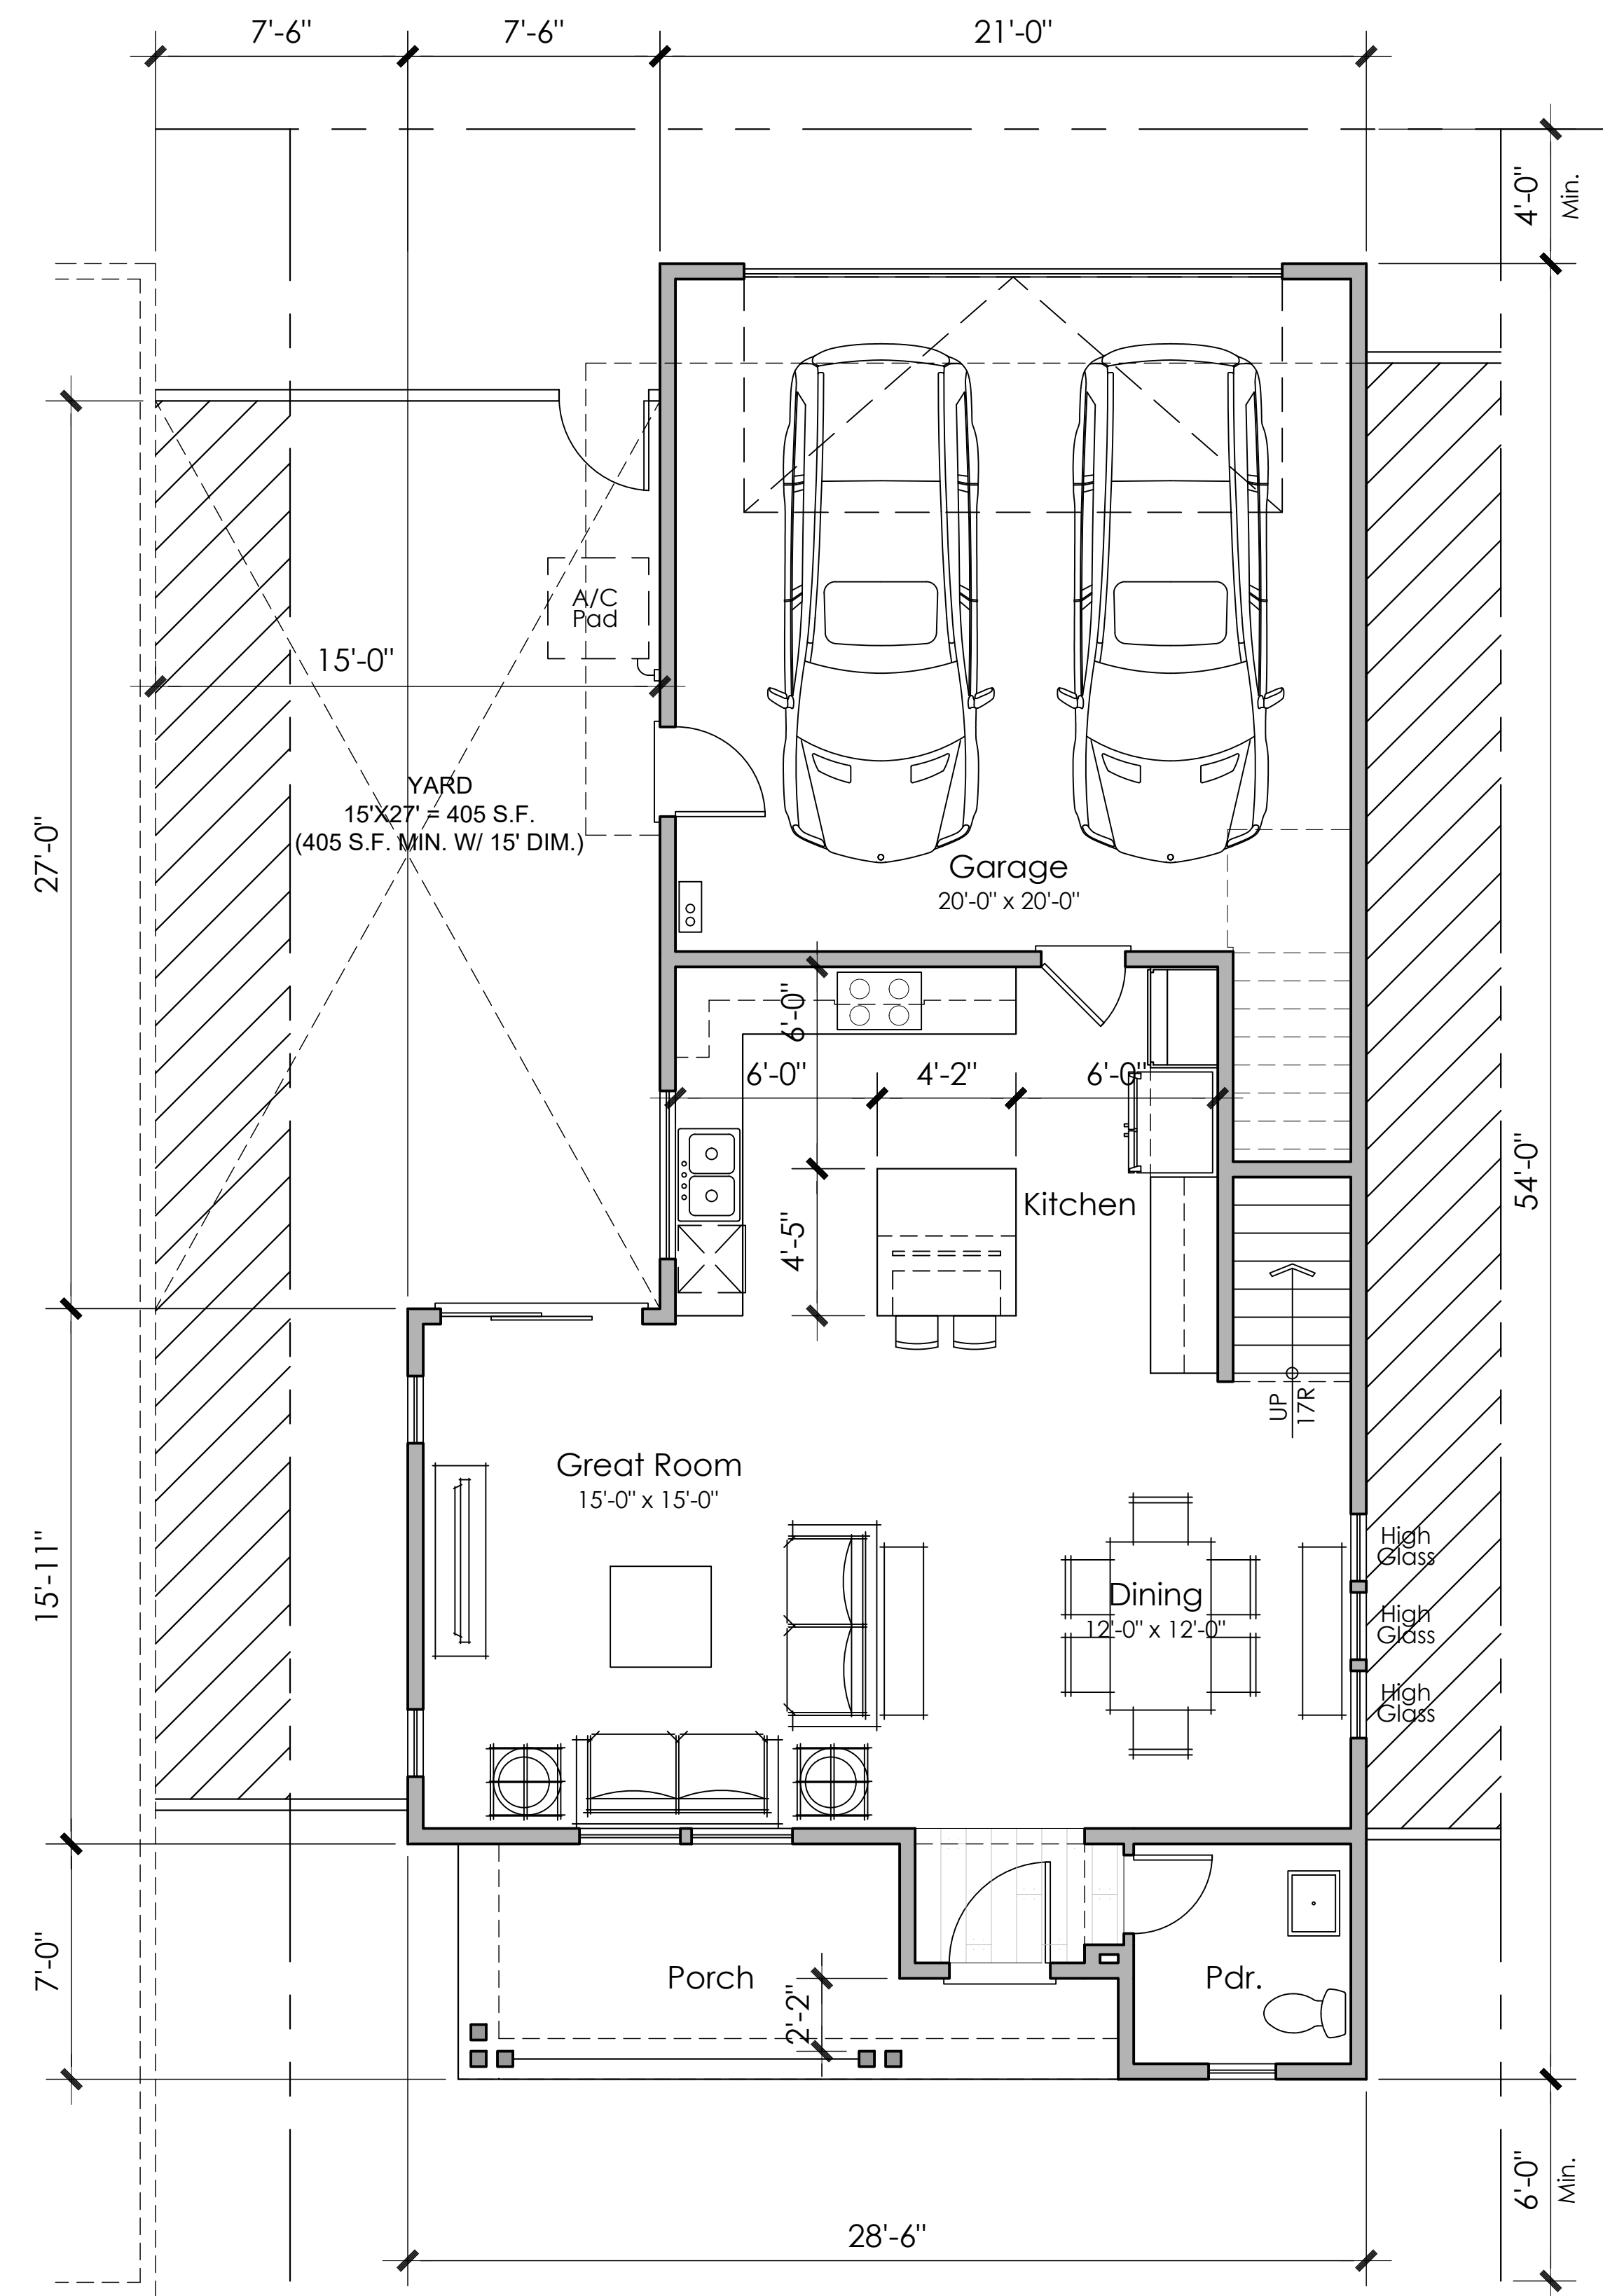 7'-6"
7'-6"
21'-0"
4'-0"
Min.
A/C
Pad
15'-0"
YARD
15'X27' = 405 S.F.
(405 S.F. MIN. W/ 15' DIM.)
27'-0"
Garage
20'-0" x 20'-0"
6'-0"
6'-0"
4'-2"
6'-0"
Kitchen
4'-5"
54'-0"
UP
17R
Great Room
15'-0" x 15'-0"
15'-11"
High
Glass
Dining
12'-0" x 12'-0"
High
Glass
High
Glass
7'-0"
Porch
2'-2"
Pdr.
6'-0"
Min.
28'-6"